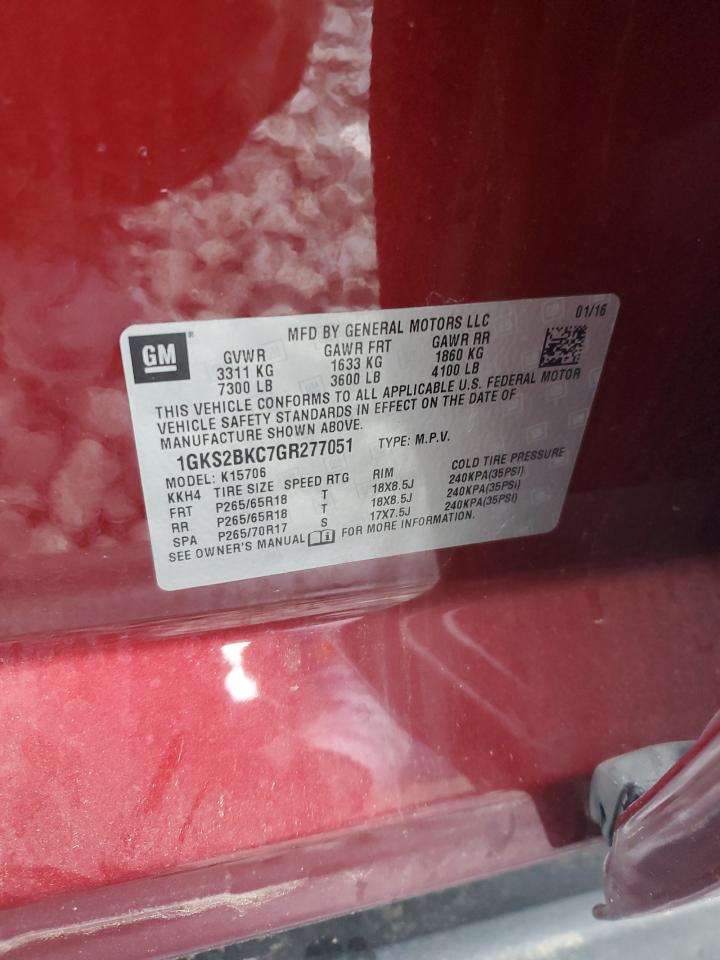 GM
MFD BY GENERAL MOTORS LLC 01/16
GVWR GAWR FRT GAWR RR
3311 KG 1633 KG 1860 KG
7300 LB 3600 LB 4100 LB
THIS VEHICLE CONFORMS TO ALL APPLICABLE U.S. FEDERAL MOTOR
VEHICLE SAFETY STANDARDS IN EFFECT ON THE DATE OF
MANUFACTURE SHOWN ABOVE.
1GKS2BKC7GR277051 TYPE: M.P.V.
MODEL: K15706
KKH4 TIRE SIZE SPEED RTG RIM COLD TIRE PRESSURE
FRT P265/65R18 T 18X8.5J 240KPA(35PSI)
RR P265/65R18 T 18X8.5J 240KPA(35PSI)
SPA P265/70R17 S 17X7.5J 240KPA(35PSI)
SEE OWNER'S MANUAL FOR MORE INFORMATION.